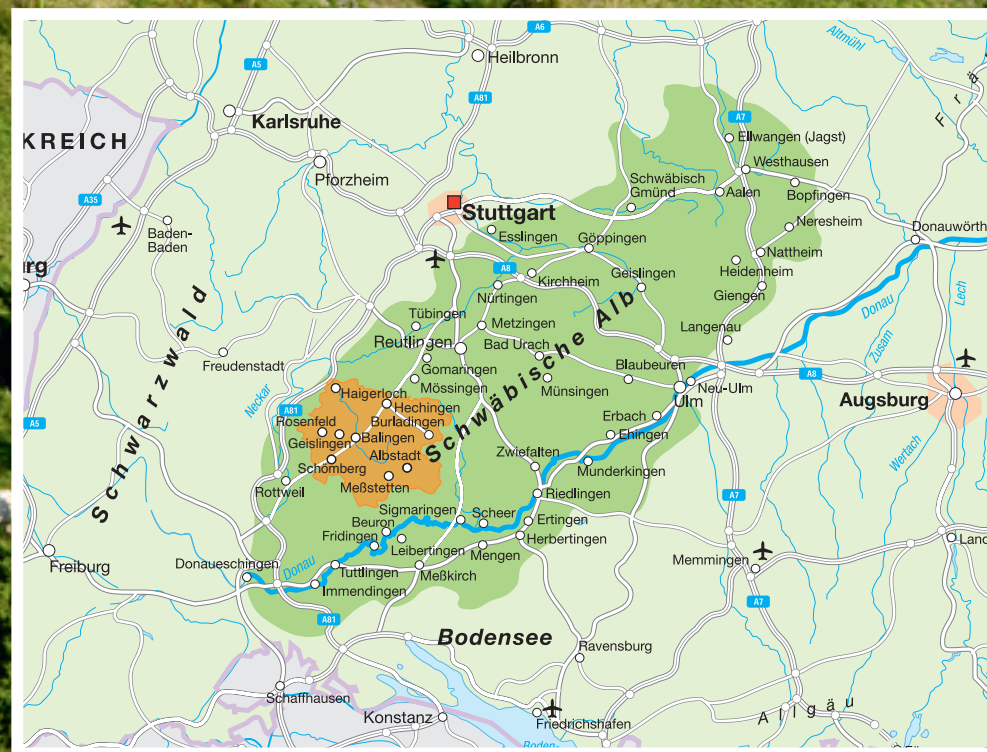 A6
Altmühl
A5
Heilbronn
A81
Frä
Karlsruhe
A7
Ellwangen (Jagst)
KREICH
Westhausen
Pforzheim
Schwäbisch
Gmünd
Aalen
Bopfingen
A35
Stuttgart
Baden-
Baden
Esslingen
Göppingen
Neresheim
Donauwörth
Nattheim
rg
A8
Kirchheim
Geislingen
Heidenheim
Nürtingen
Giengen
Donau
Lech
Schwarzwald
Tübingen
Metzingen
Langenau
Reutlingen
Bad Urach
Schwäbische Alb
Zusam
Freudenstadt
Gomaringen
Blaubeuren
Mössingen
Münsingen
Neu-Ulm
A8
Ulm
Augsburg
Neckar
Haigerloch
A81
Hechingen
Erbach
Rosenfeld
Burladingen
A5
Geislingen
Balingen
Ehingen
Albstadt
Zwiefalten
Wertach
Schömberg
Munderkingen
Meßstetten
Rottweil
Riedlingen
A7
Sigmaringen
Scheer
Beuron
Ertingen
Fridingen
Herbertingen
Leibertingen
Land
Freiburg
Donaueschingen
Donau
Mengen
Memmingen
Tuttlingen
Meßkirch
Immendingen
A7
A81
Bodensee
Ravensburg
Schaffhausen
Allgäu
Konstanz
Friedrichshafen
Boden-